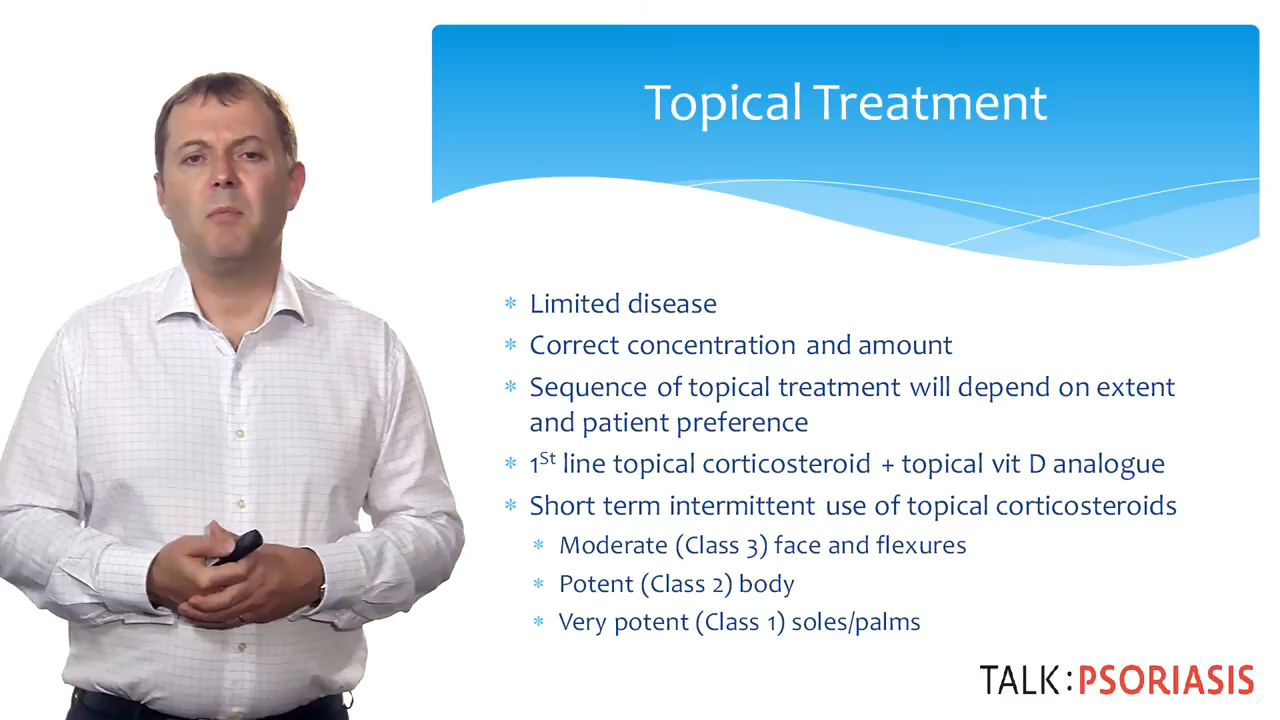 Topical Treatment
* Limited disease
* Correct concentration and amount
* Sequence of topical treatment will depend on extent
and patient preference
* 1St line topical corticosteroid + topical vit D analogue
* Short term intermittent use of topical corticosteroids
* Moderate (Class 3) face and flexures
* Potent (Class 2) body
* Very potent (Class 1) soles/palms
TALK:PSORIASIS